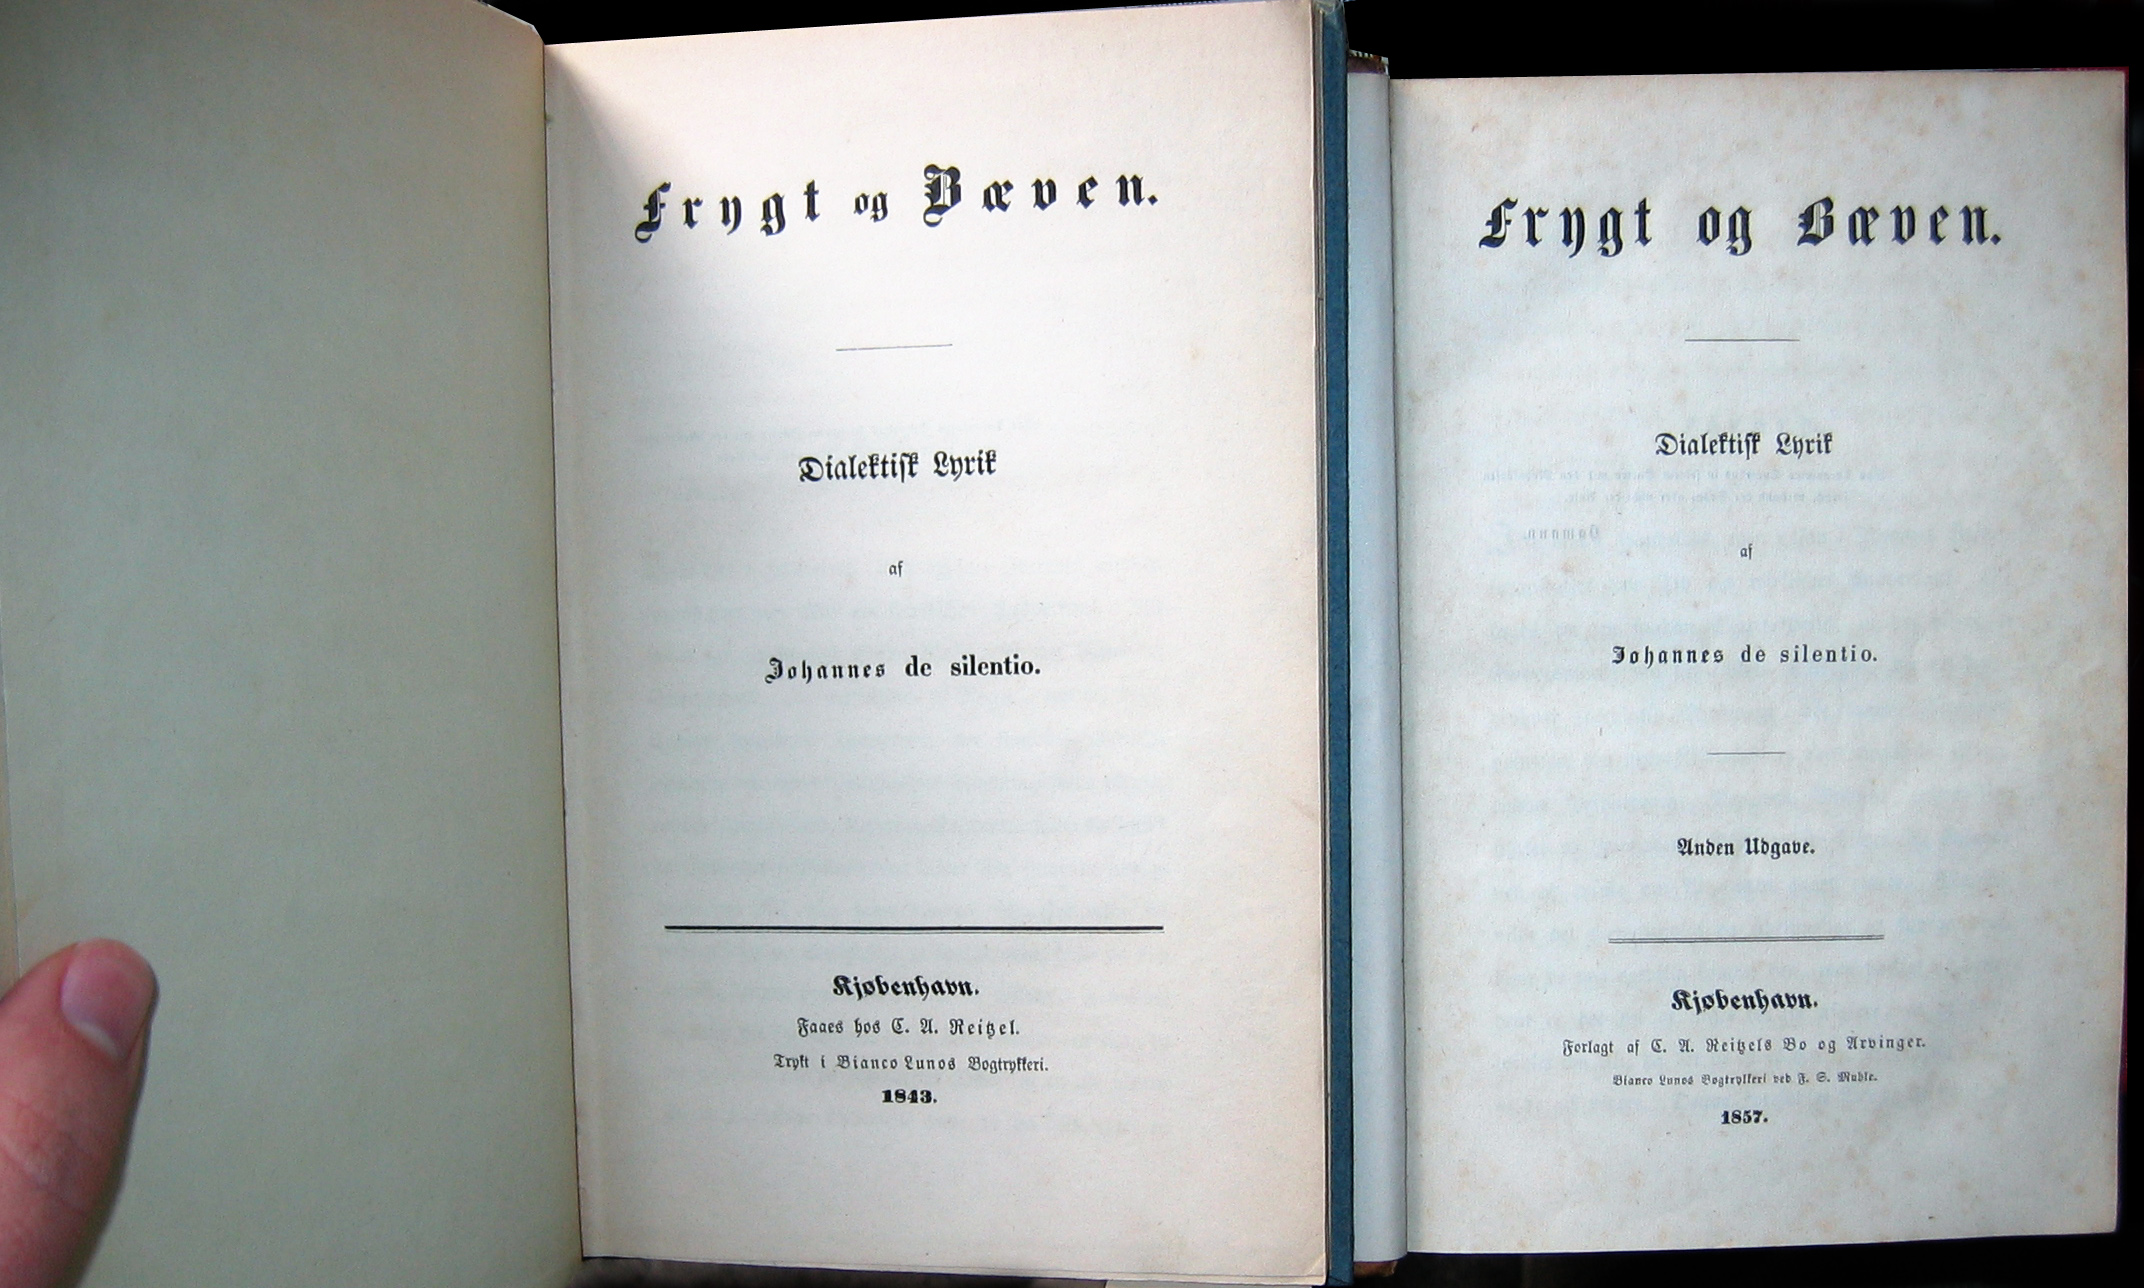 Frygt og Bæven.
Dialektisk Lyrik
af
Johannes de silentio.
Kjøbenhavn.
Faaes hos C. A. Reitzel.
Trykt i Bianco Lunos Bogtrykkeri.
1843.
Frygt og Bæven.
Dialektisk Lyrik
af
Johannes de silentio.
Anden Udgave.
Kjøbenhavn.
Forlagt af C. A. Reitzels Bo og Arvinger.
Bianco Lunos Bogtrykkeri ved F. S. Muhle.
1857.